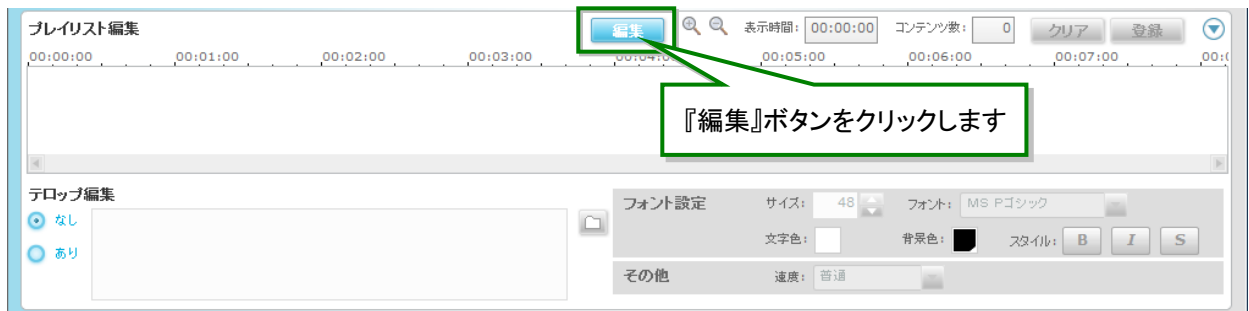 プレイリスト編集 編集 表示時間: 00:00:00 コンテンツ数: 0 クリア 登録
00:00:00 00:01:00 00:02:00 00:03:00 00:04:00 00:05:00 00:06:00 00:07:00
『編集』ボタンをクリックします
テロップ編集
なし
あり
フォント設定 サイズ: 48 フォント: MS Pゴシック
文字色: 背景色: スタイル: B I S
その他 速度: 普通